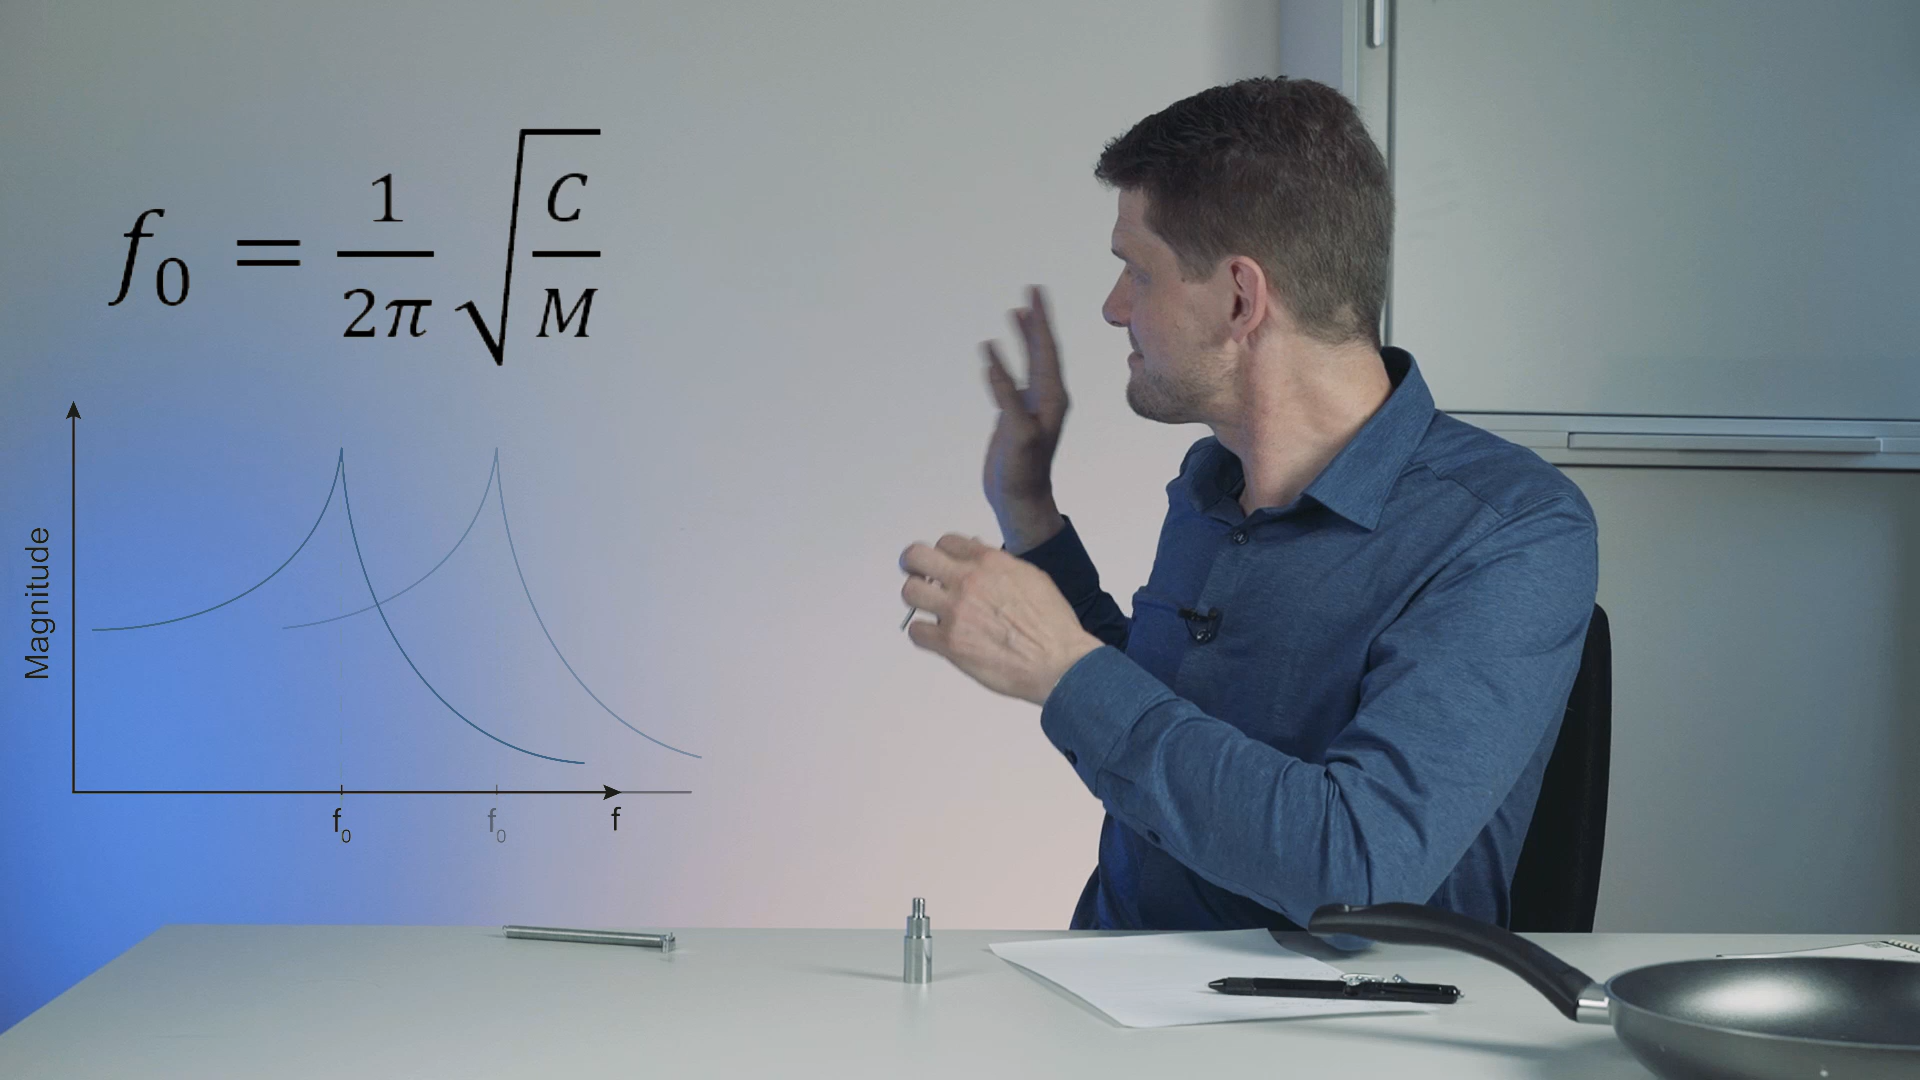 f₀ = 1/2π √C/M
Magnitude
f₀
f₀
f